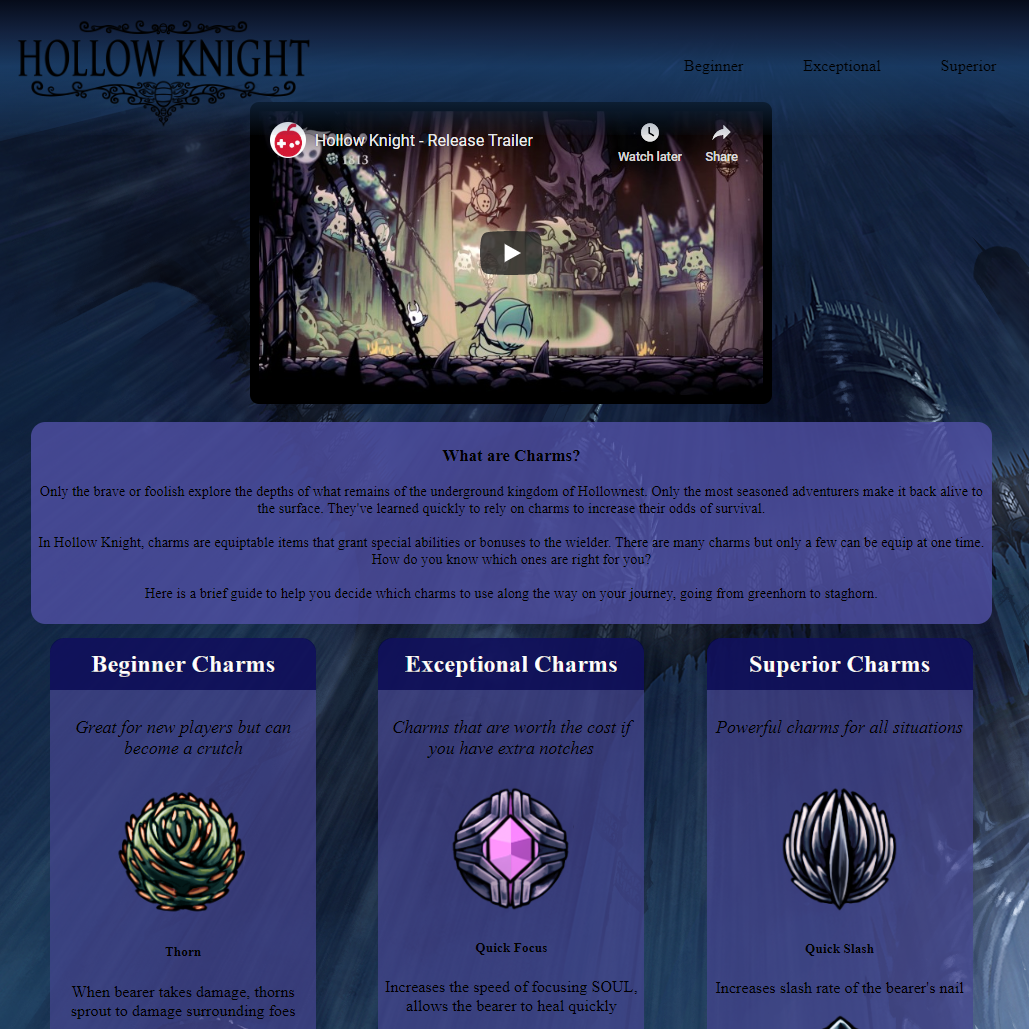 HOLLOW KNIGHT
Beginner Exceptional Superior
Hollow Knight - Release Trailer
1813
Watch later Share
What are Charms?
Only the brave or foolish explore the depths of what remains of the underground kingdom of Hollownest. Only the most seasoned adventurers make it back alive to
the surface. They've learned quickly to rely on charms to increase their odds of survival.
In Hollow Knight, charms are equiptable items that grant special abilities or bonuses to the wielder. There are many charms but only a few can be equip at one time.
How do you know which ones are right for you?
Here is a brief guide to help you decide which charms to use along the way on your journey, going from greenhorn to staghorn.
Beginner Charms
Great for new players but can
become a crutch
Thorn
When bearer takes damage, thorns
sprout to damage surrounding foes
Exceptional Charms
Charms that are worth the cost if
you have extra notches
Quick Focus
Increases the speed of focusing SOUL,
allows the bearer to heal quickly
Superior Charms
Powerful charms for all situations
Quick Slash
Increases slash rate of the bearer's nail